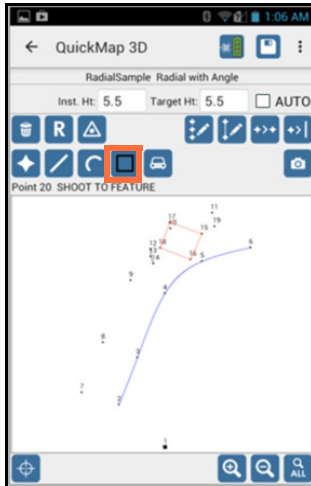 1:06 AM
QuickMap 3D
RadialSample Radial with Angle
Inst. Ht: 5.5 Target Ht: 5.5 AUTO
R
Point 20 SHOOT TO FEATURE
11
17
10
19
15
12
18
6
13
14
16
5
9
4
8
3
7
2
1
ALL